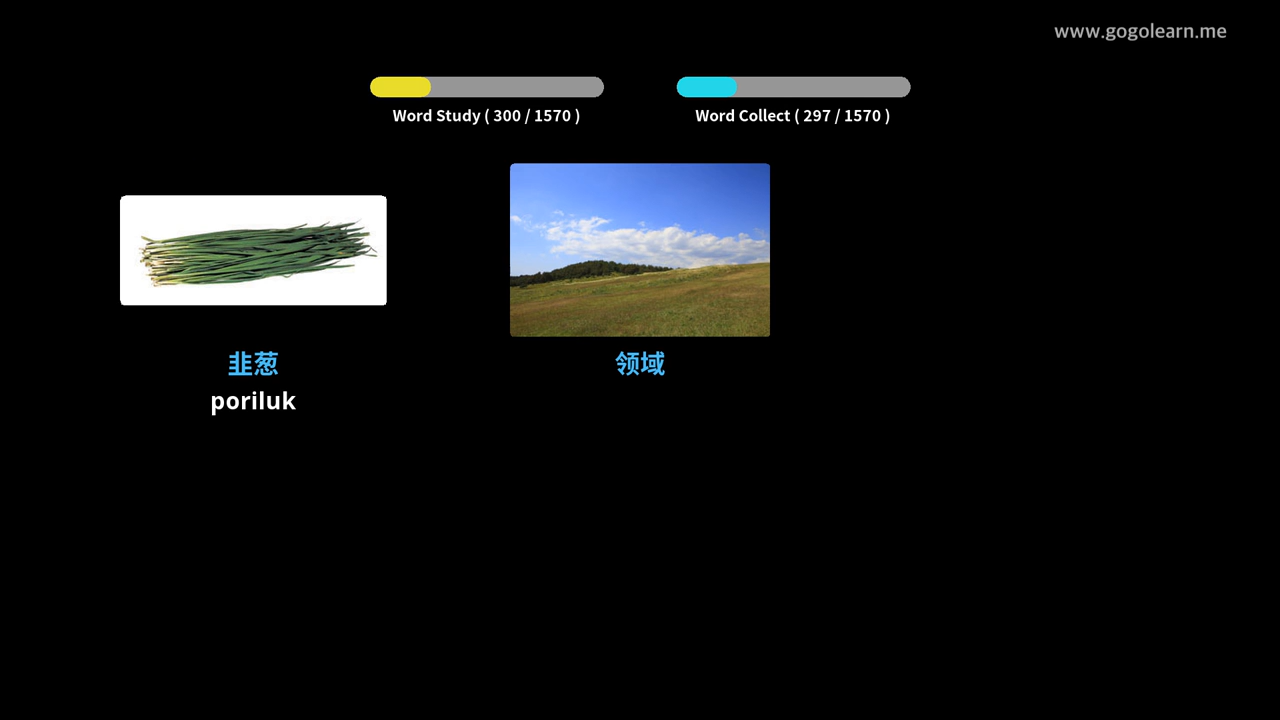 www.gogolearn.me
Word Study ( 300 / 1570 )
Word Collect ( 297 / 1570 )
韭葱
poriluk
领域